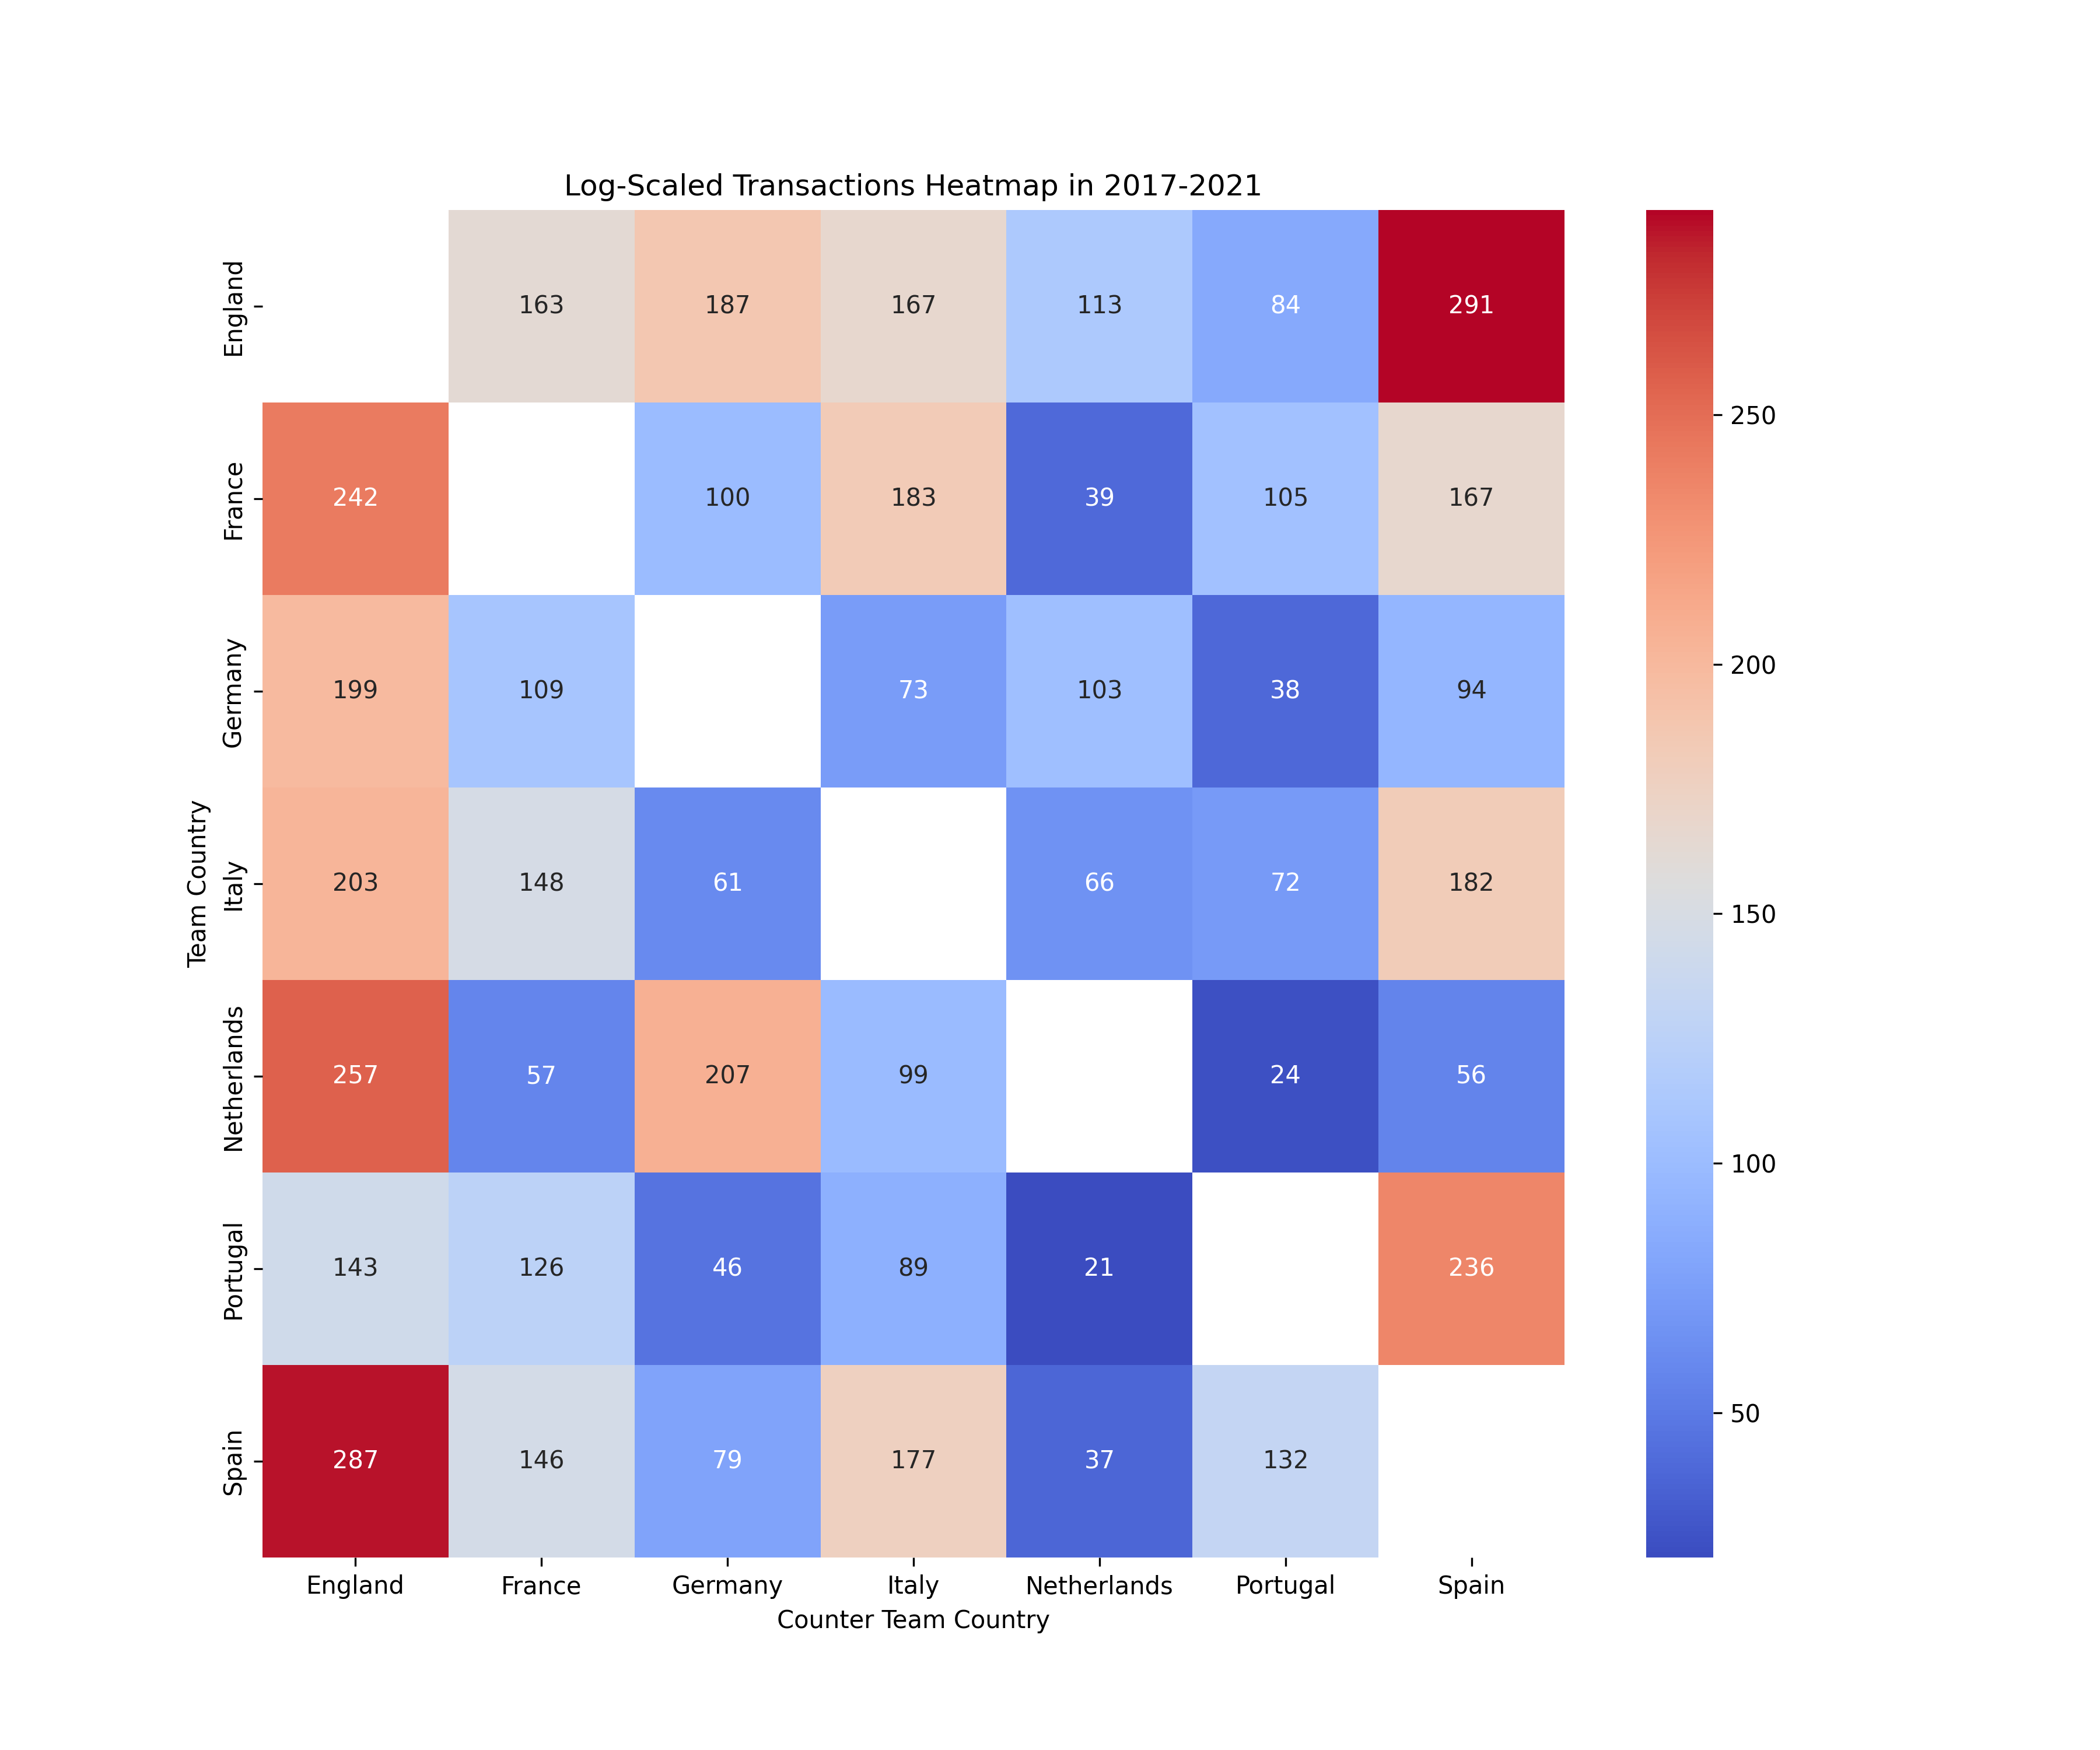 Log-Scaled Transactions Heatmap in 2017-2021
Team Country
England
163 187 167 113 84 291
France
242 100 183 39 105 167
Germany
199 109 73 103 38 94
Italy
203 148 61 66 72 182
Netherlands
257 57 207 99 24 56
Portugal
143 126 46 89 21 236
Spain
287 146 79 177 37 132
England France Germany Italy Netherlands Portugal Spain
Counter Team Country
250
200
150
100
50